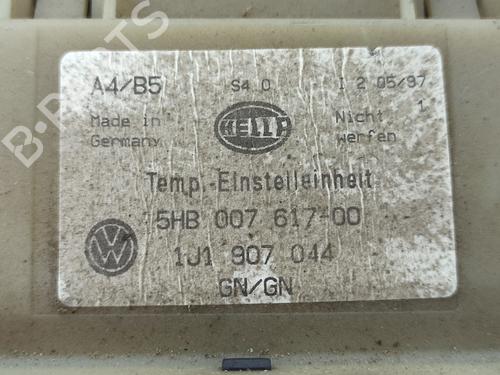 A4/B5 S4 0 I 2 05/97
Made in Germany
HELLA
Nicht werfen 1
Temp.-Einstelleinheit
5HB 007 617-00
VW
1J1 907 044
GN/GN
B-PARTS